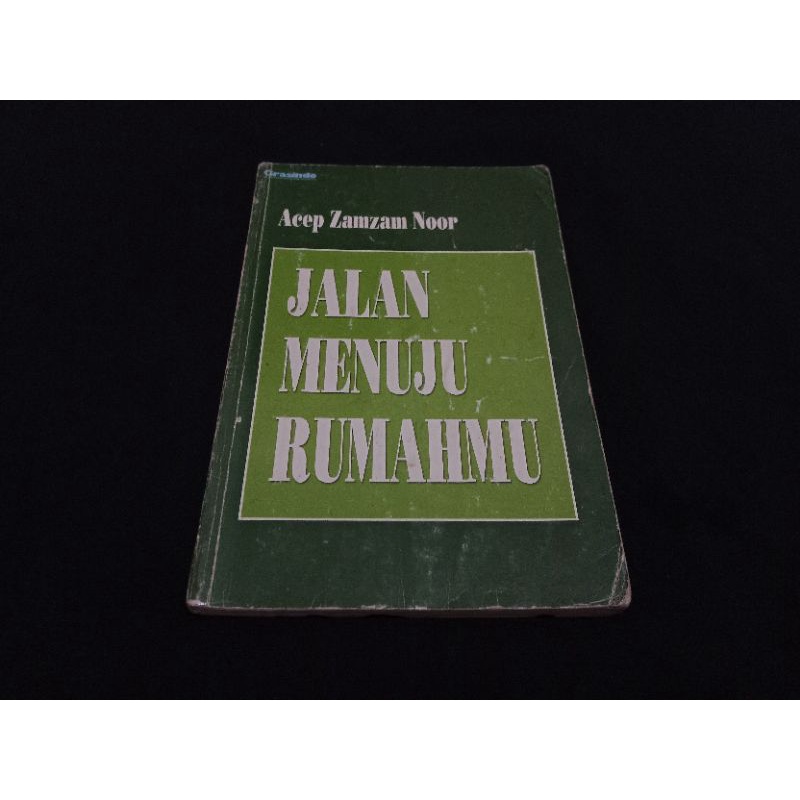 Grasindo
Acep Zamzam Noor
JALAN
MENUJU
RUMAHMU